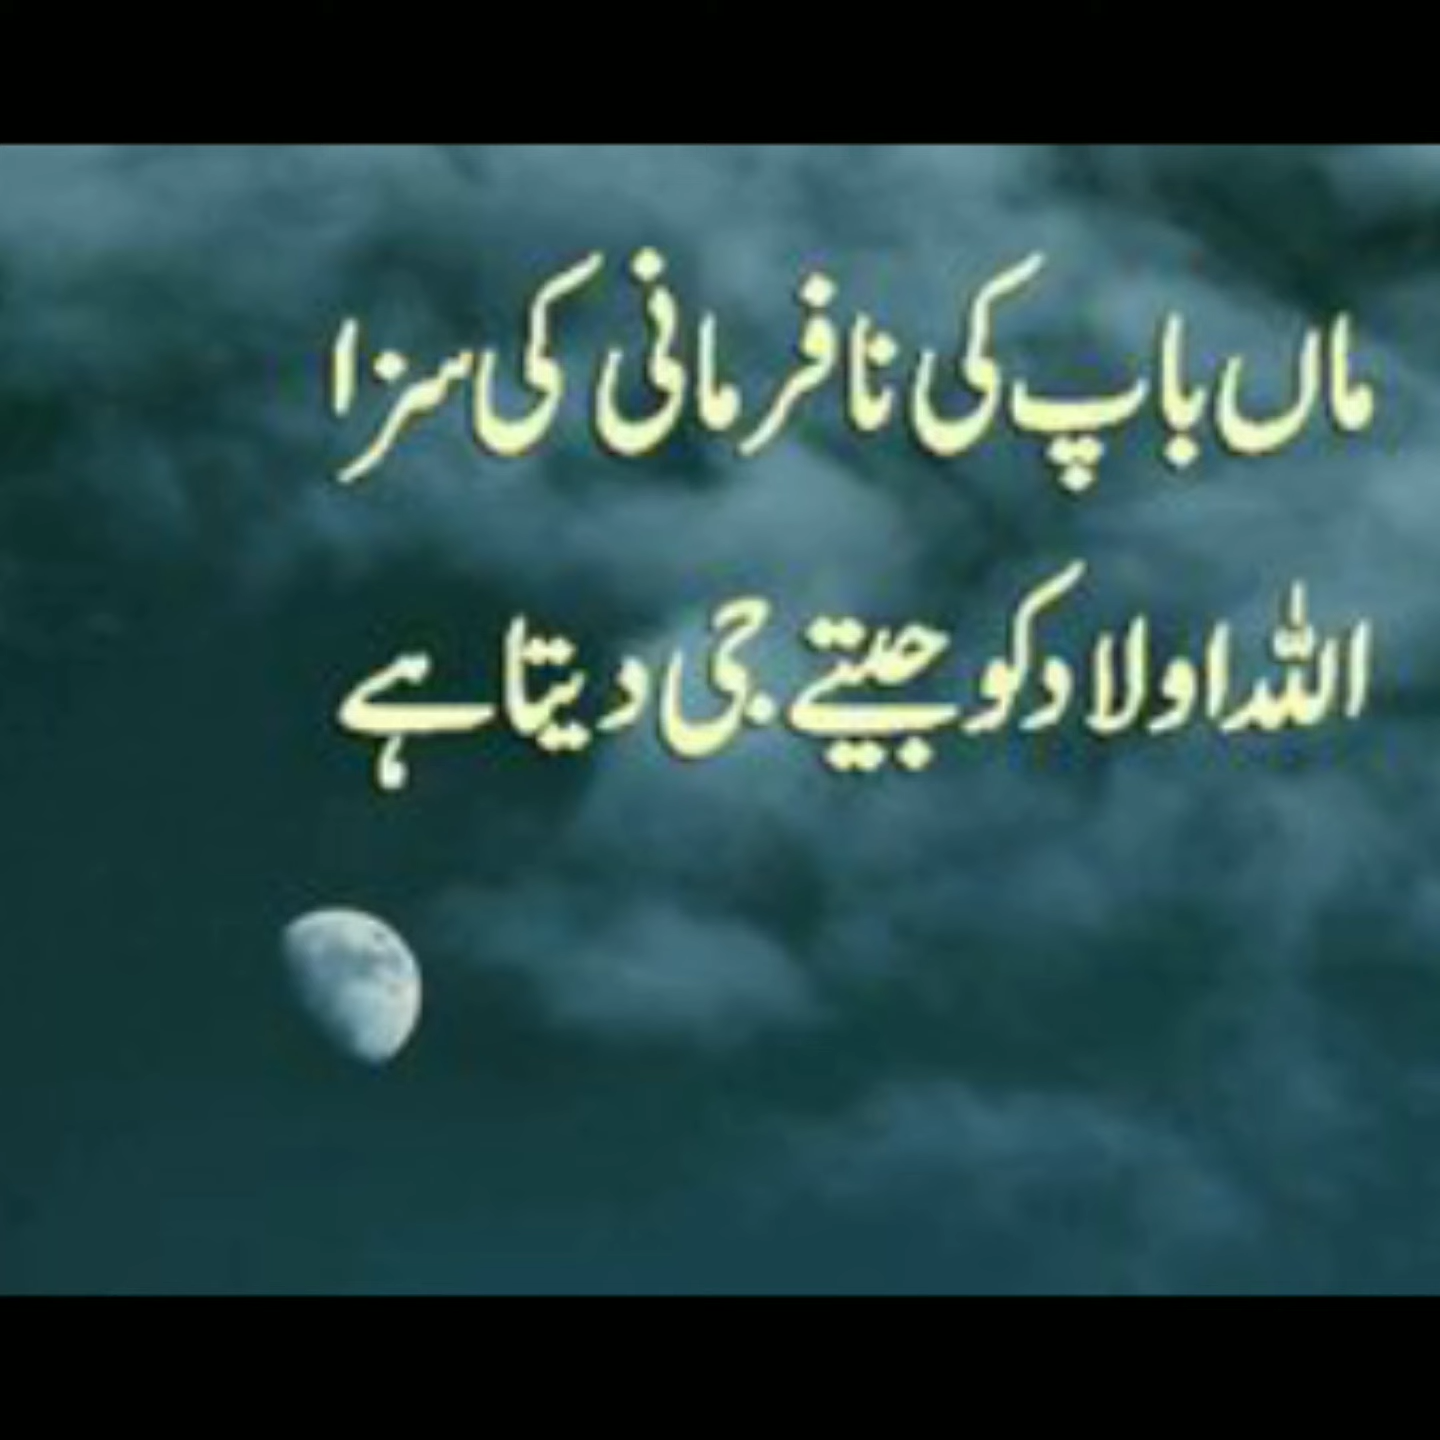 ماں باپ کی نافرمانی کی سزا
اللہ اولاد کو جیتے جی دیتا ہے